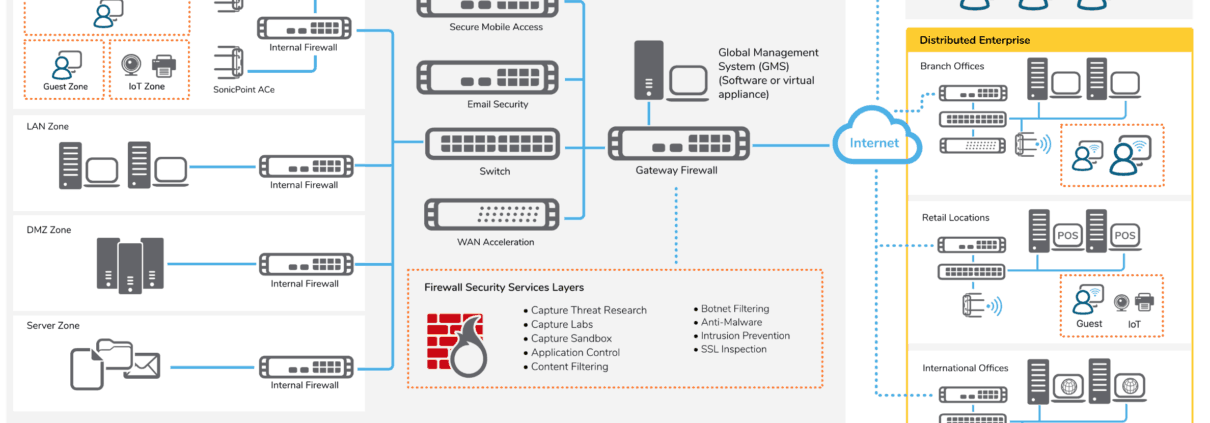 Internal Firewall
Guest Zone
IoT Zone
SonicPoint ACe
LAN Zone
Internal Firewall
DMZ Zone
Internal Firewall
Server Zone
Internal Firewall
Secure Mobile Access
Email Security
Switch
WAN Acceleration
Global Management
System (GMS)
(Software or virtual
appliance)
Gateway Firewall
Firewall Security Services Layers
• Capture Threat Research
• Capture Labs
• Capture Sandbox
• Application Control
• Content Filtering
• Botnet Filtering
• Anti-Malware
• Intrusion Prevention
• SSL Inspection
Internet
Distributed Enterprise
Branch Offices
Retail Locations
POS
POS
Guest
IoT
International Offices